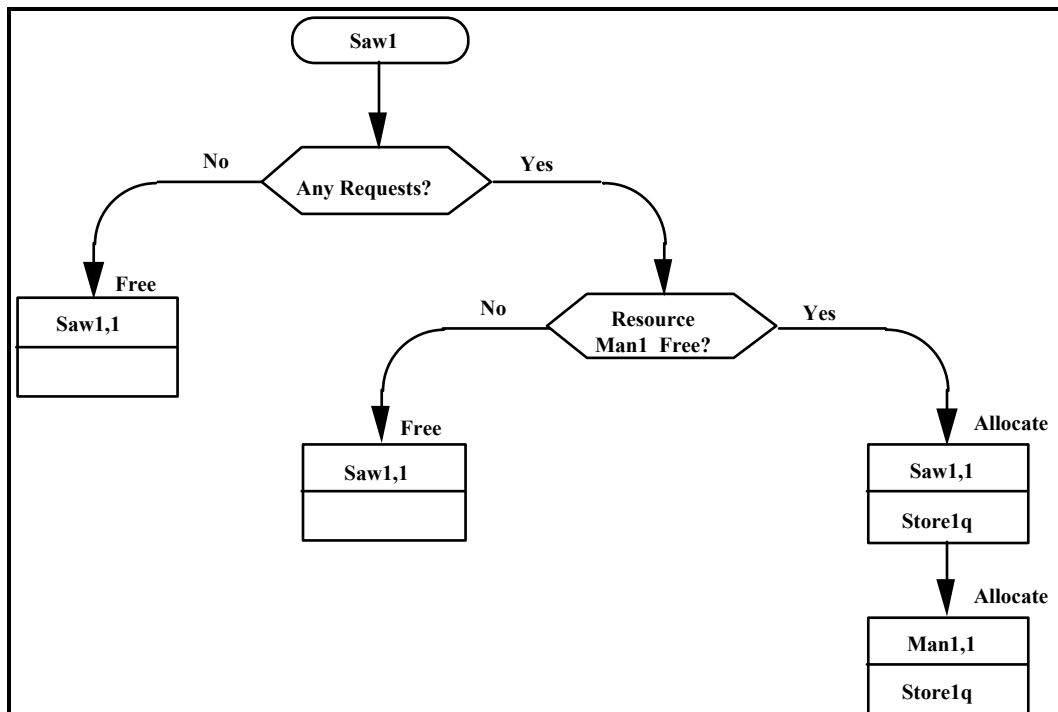 Saw1
No
Yes
Any Requests?
Free
Saw1,1
No
Resource
Man1 Free?
Yes
Free
Saw1,1
Allocate
Saw1,1
Store1q
Allocate
Man1,1
Store1q